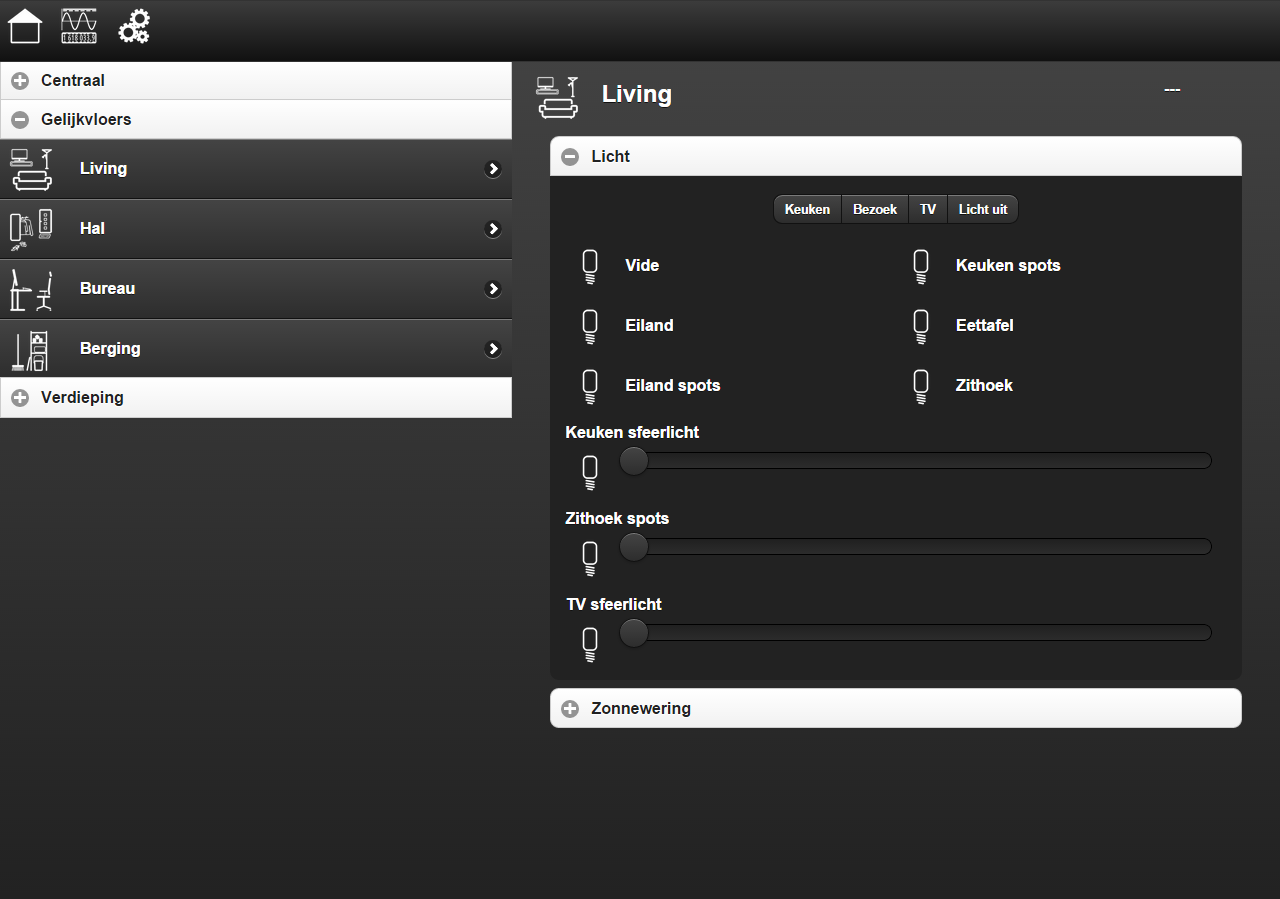 Centraal
Gelijkvloers
Living
Hal
Bureau
Berging
Verdieping
Living
---
Licht
Keuken Bezoek TV Licht uit
Vide Keuken spots
Eiland Eettafel
Eiland spots Zithoek
Keuken sfeerlicht
Zithoek spots
TV sfeerlicht
Zonnewering